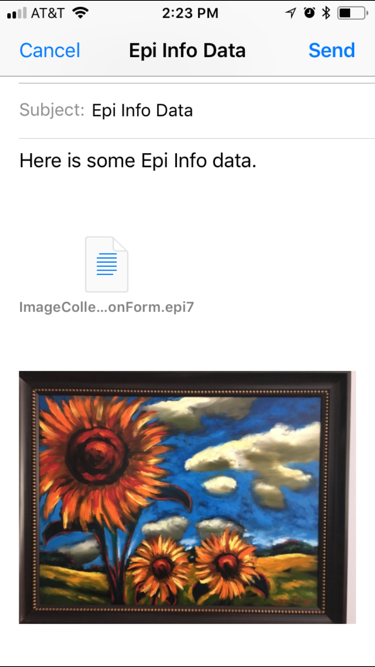 AT&T 2:23 PM
Cancel Epi Info Data Send
Subject: Epi Info Data
Here is some Epi Info data.
ImageColle...onForm.epi7